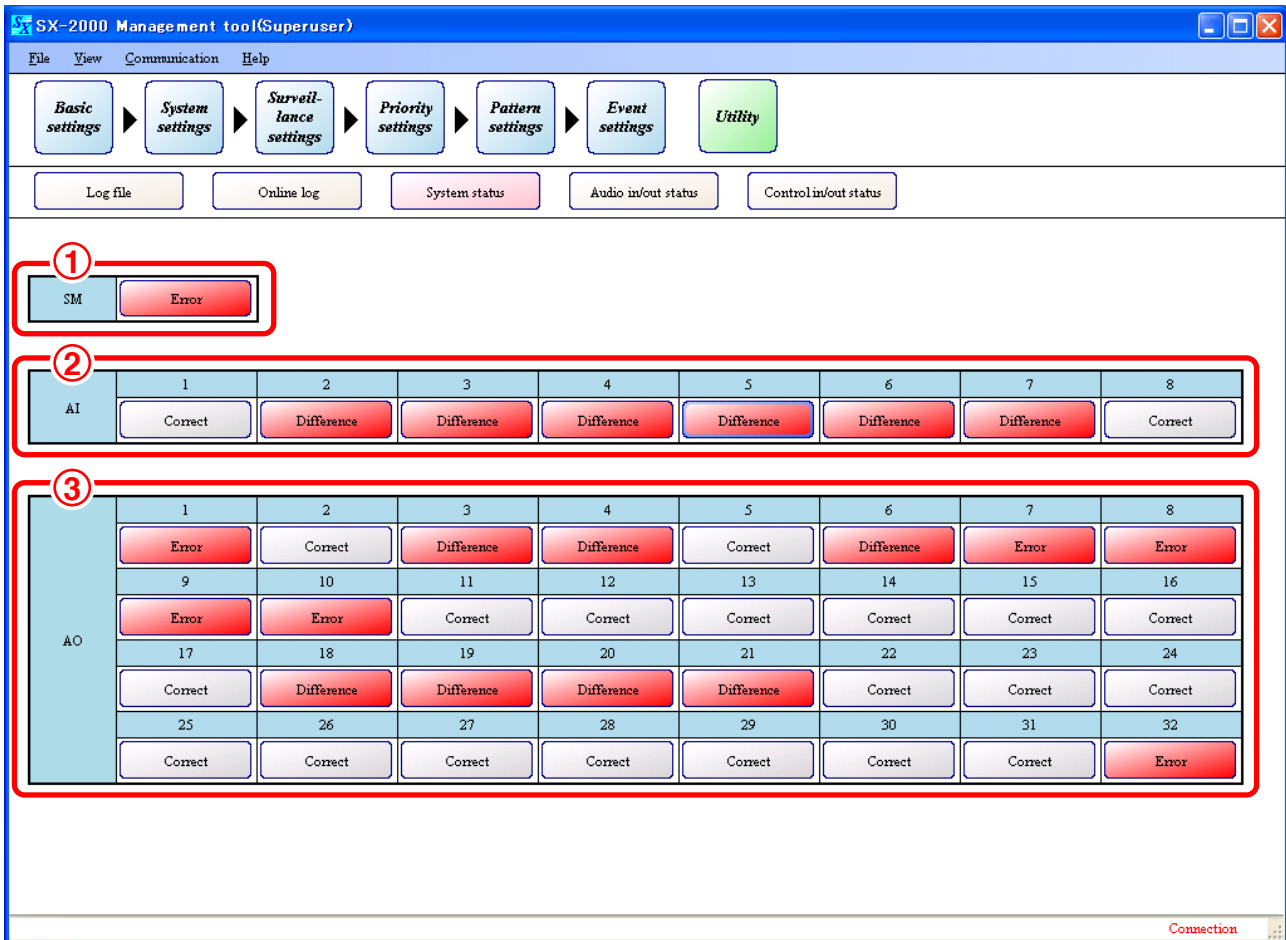 SX-2000 Management tool(Superuser)
File View Communication Help
Basic settings
System settings
Surveil-lance settings
Priority settings
Pattern settings
Event settings
Utility
Log file Online log System status Audio in/out status Control in/out status
①
SM Error
②
AI
1 2 3 4 5 6 7 8
Correct Difference Difference Difference Difference Difference Difference Correct
③
AO
1 2 3 4 5 6 7 8
Error Correct Difference Difference Correct Difference Error Error
9 10 11 12 13 14 15 16
Error Error Correct Correct Correct Correct Correct Correct
17 18 19 20 21 22 23 24
Correct Difference Difference Difference Difference Correct Correct Correct
25 26 27 28 29 30 31 32
Correct Correct Correct Correct Correct Correct Correct Error
Connection